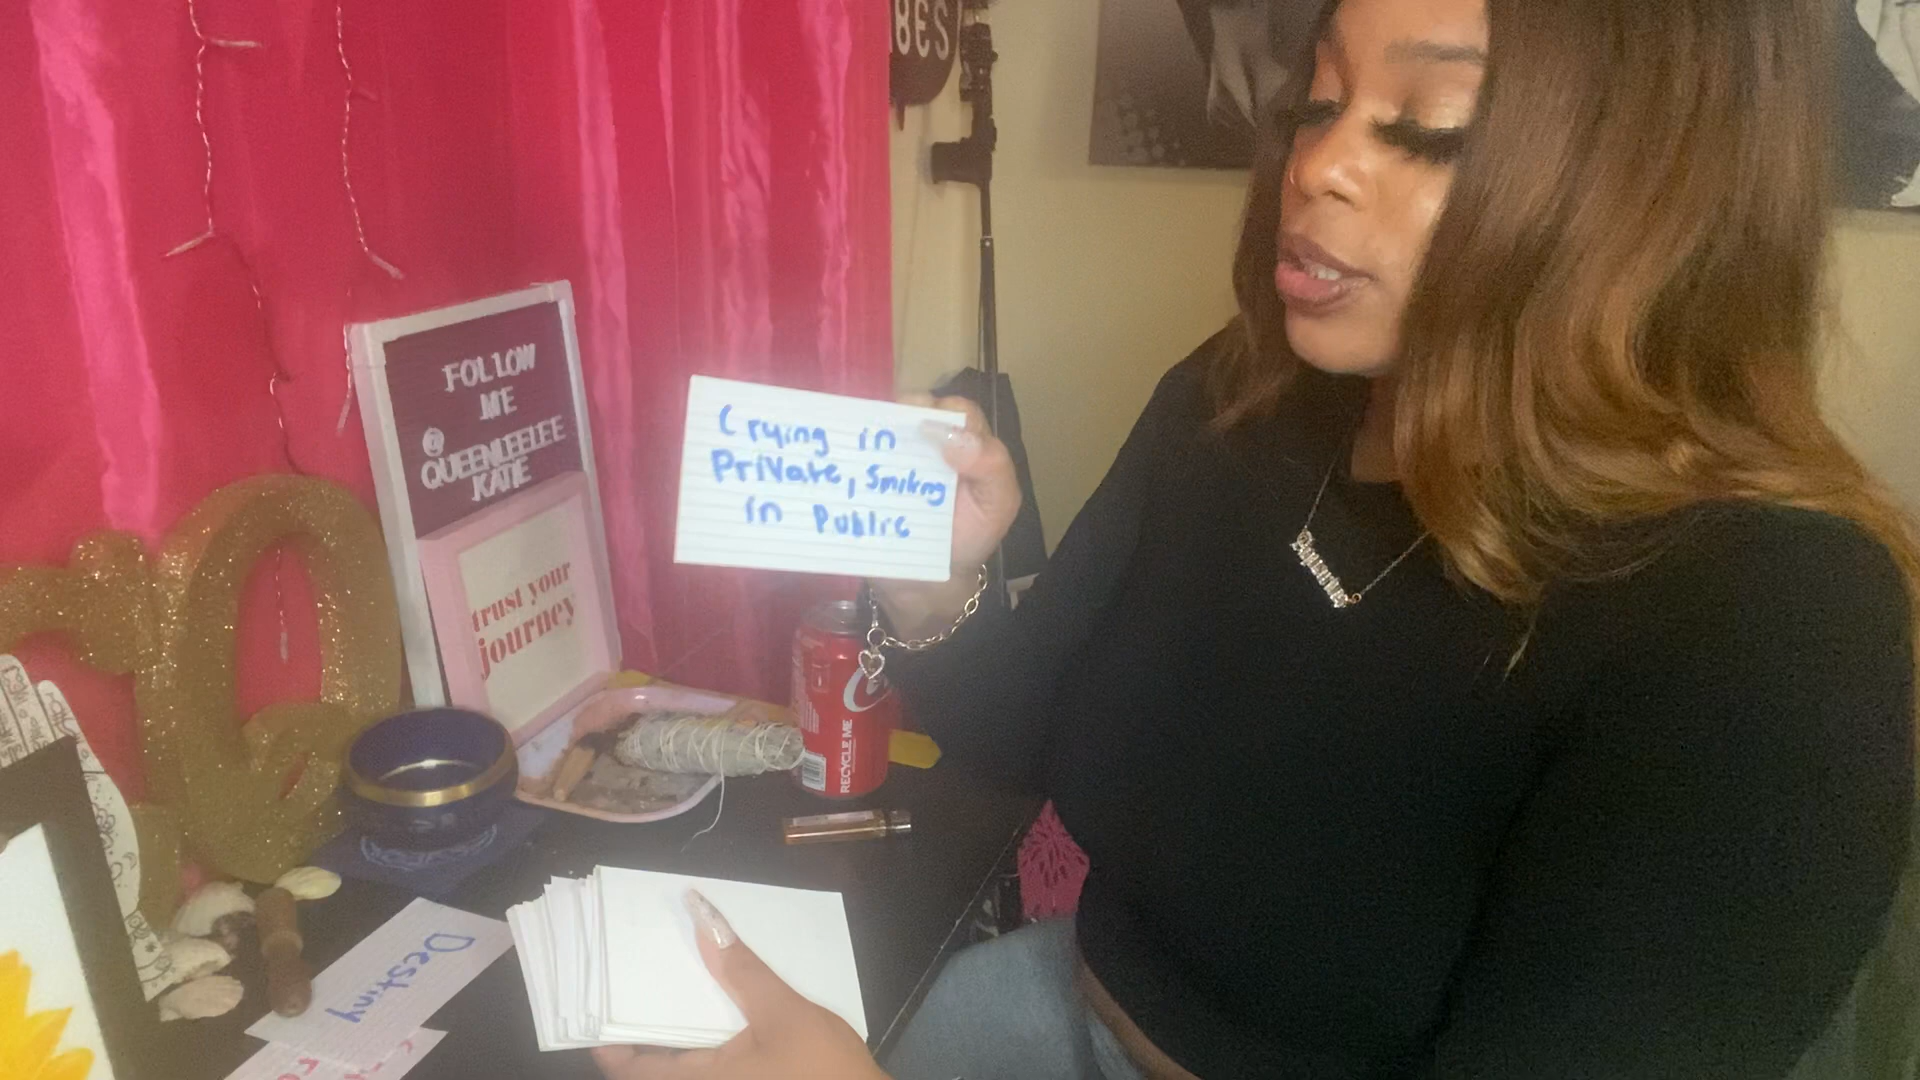 FOLLOW
ME
@
QUEENLEELEE
KATIE
trust your
journey
Crying in
Private, Smiling
in Public
RECYCLE ME
Destiny